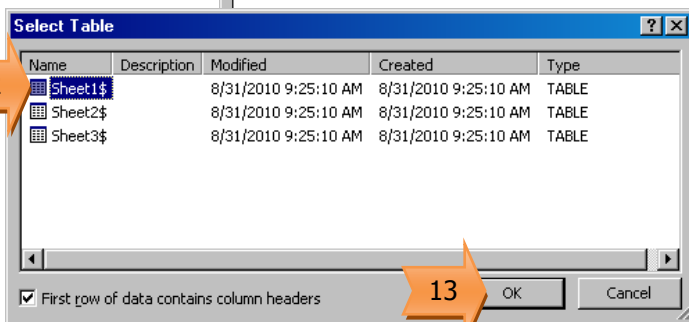 Select Table
Name Description Modified Created Type
Sheet1$ 8/31/2010 9:25:10 AM 8/31/2010 9:25:10 AM TABLE
Sheet2$ 8/31/2010 9:25:10 AM 8/31/2010 9:25:10 AM TABLE
Sheet3$ 8/31/2010 9:25:10 AM 8/31/2010 9:25:10 AM TABLE
First row of data contains column headers 13 OK Cancel